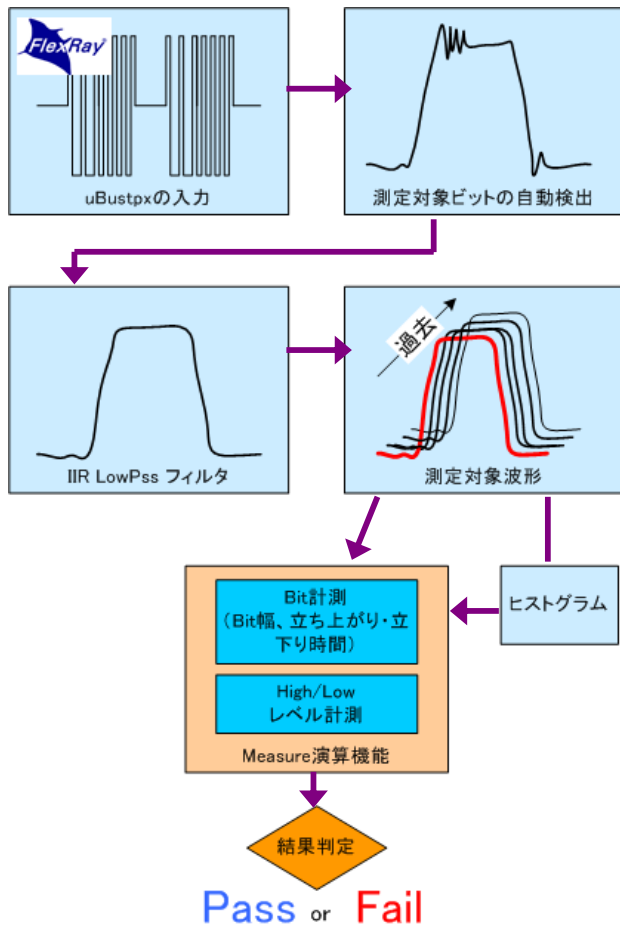 FlexRay
uBustpxの入力
測定対象ビットの自動検出
IIR LowPss フィルタ
過去
測定対象波形
Bit計測
(Bit幅、立ち上がり・立
下り時間)
High/Low
レベル計測
Measure演算機能
ヒストグラム
結果判定
Pass or Fail